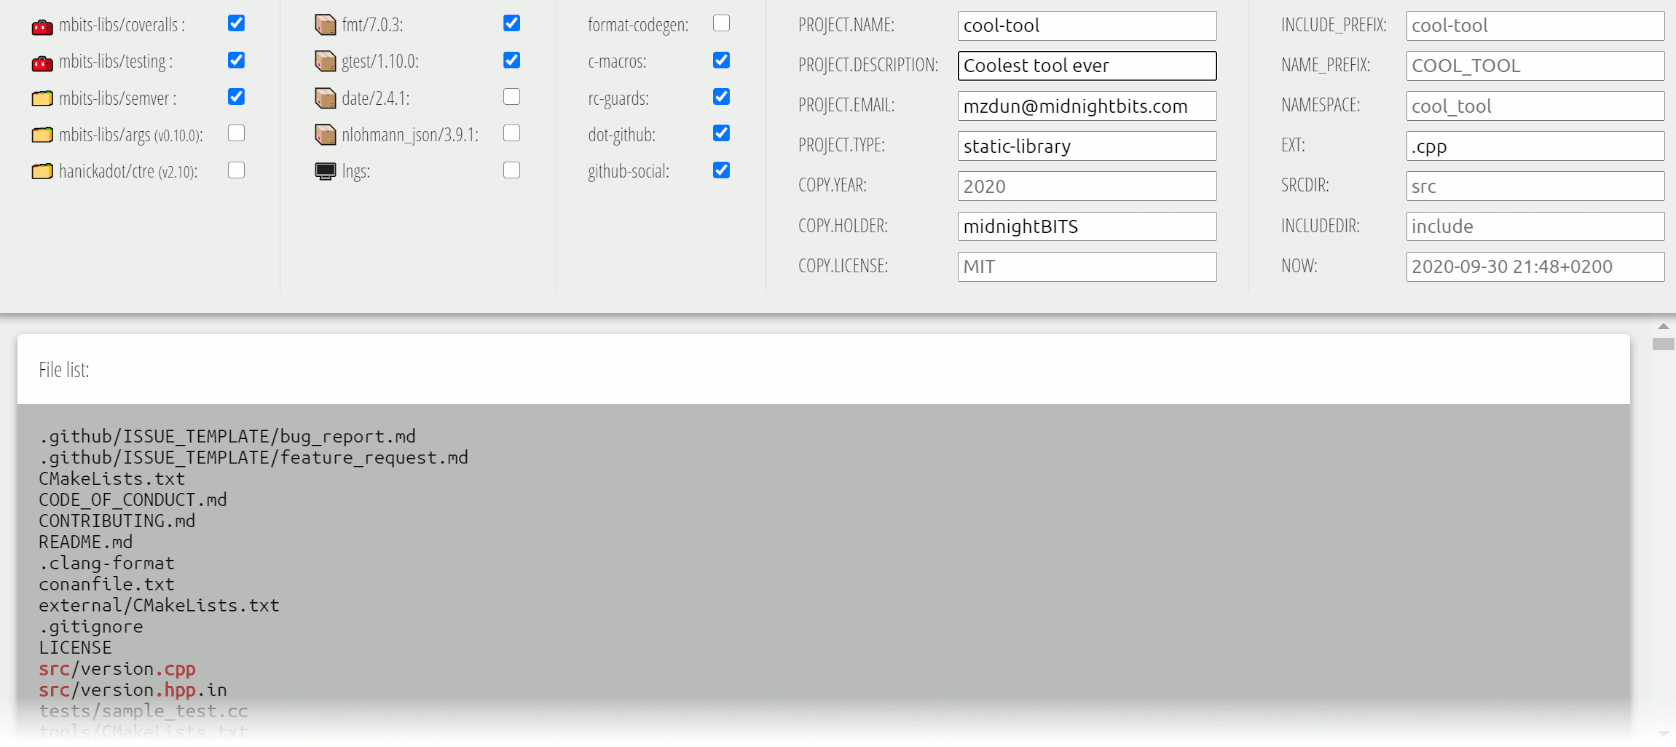 mbits-libs/coveralls :
mbits-libs/testing :
mbits-libs/semver :
mbits-libs/args (v0.10.0):
hanickadot/ctre (v2.10):
fmt/7.0.3:
gtest/1.10.0:
date/2.4.1:
nlohmann_json/3.9.1:
lngs:
format-codegen:
c-macros:
rc-guards:
dot-github:
github-social:
PROJECT.NAME: cool-tool
PROJECT.DESCRIPTION: Coolest tool ever
PROJECT.EMAIL: mzdun@midnightbits.com
PROJECT.TYPE: static-library
COPY.YEAR: 2020
COPY.HOLDER: midnightBITS
COPY.LICENSE: MIT
INCLUDE_PREFIX: cool-tool
NAME_PREFIX: COOL_TOOL
NAMESPACE: cool_tool
EXT: .cpp
SRCDIR: src
INCLUDEDIR: include
NOW: 2020-09-30 21:48+0200
File list:
.github/ISSUE_TEMPLATE/bug_report.md
.github/ISSUE_TEMPLATE/feature_request.md
CMakeLists.txt
CODE_OF_CONDUCT.md
CONTRIBUTING.md
README.md
.clang-format
conanfile.txt
external/CMakeLists.txt
.gitignore
LICENSE
src/version.cpp
src/version.hpp.in
tests/sample_test.cc
tools/CMakeLists.txt